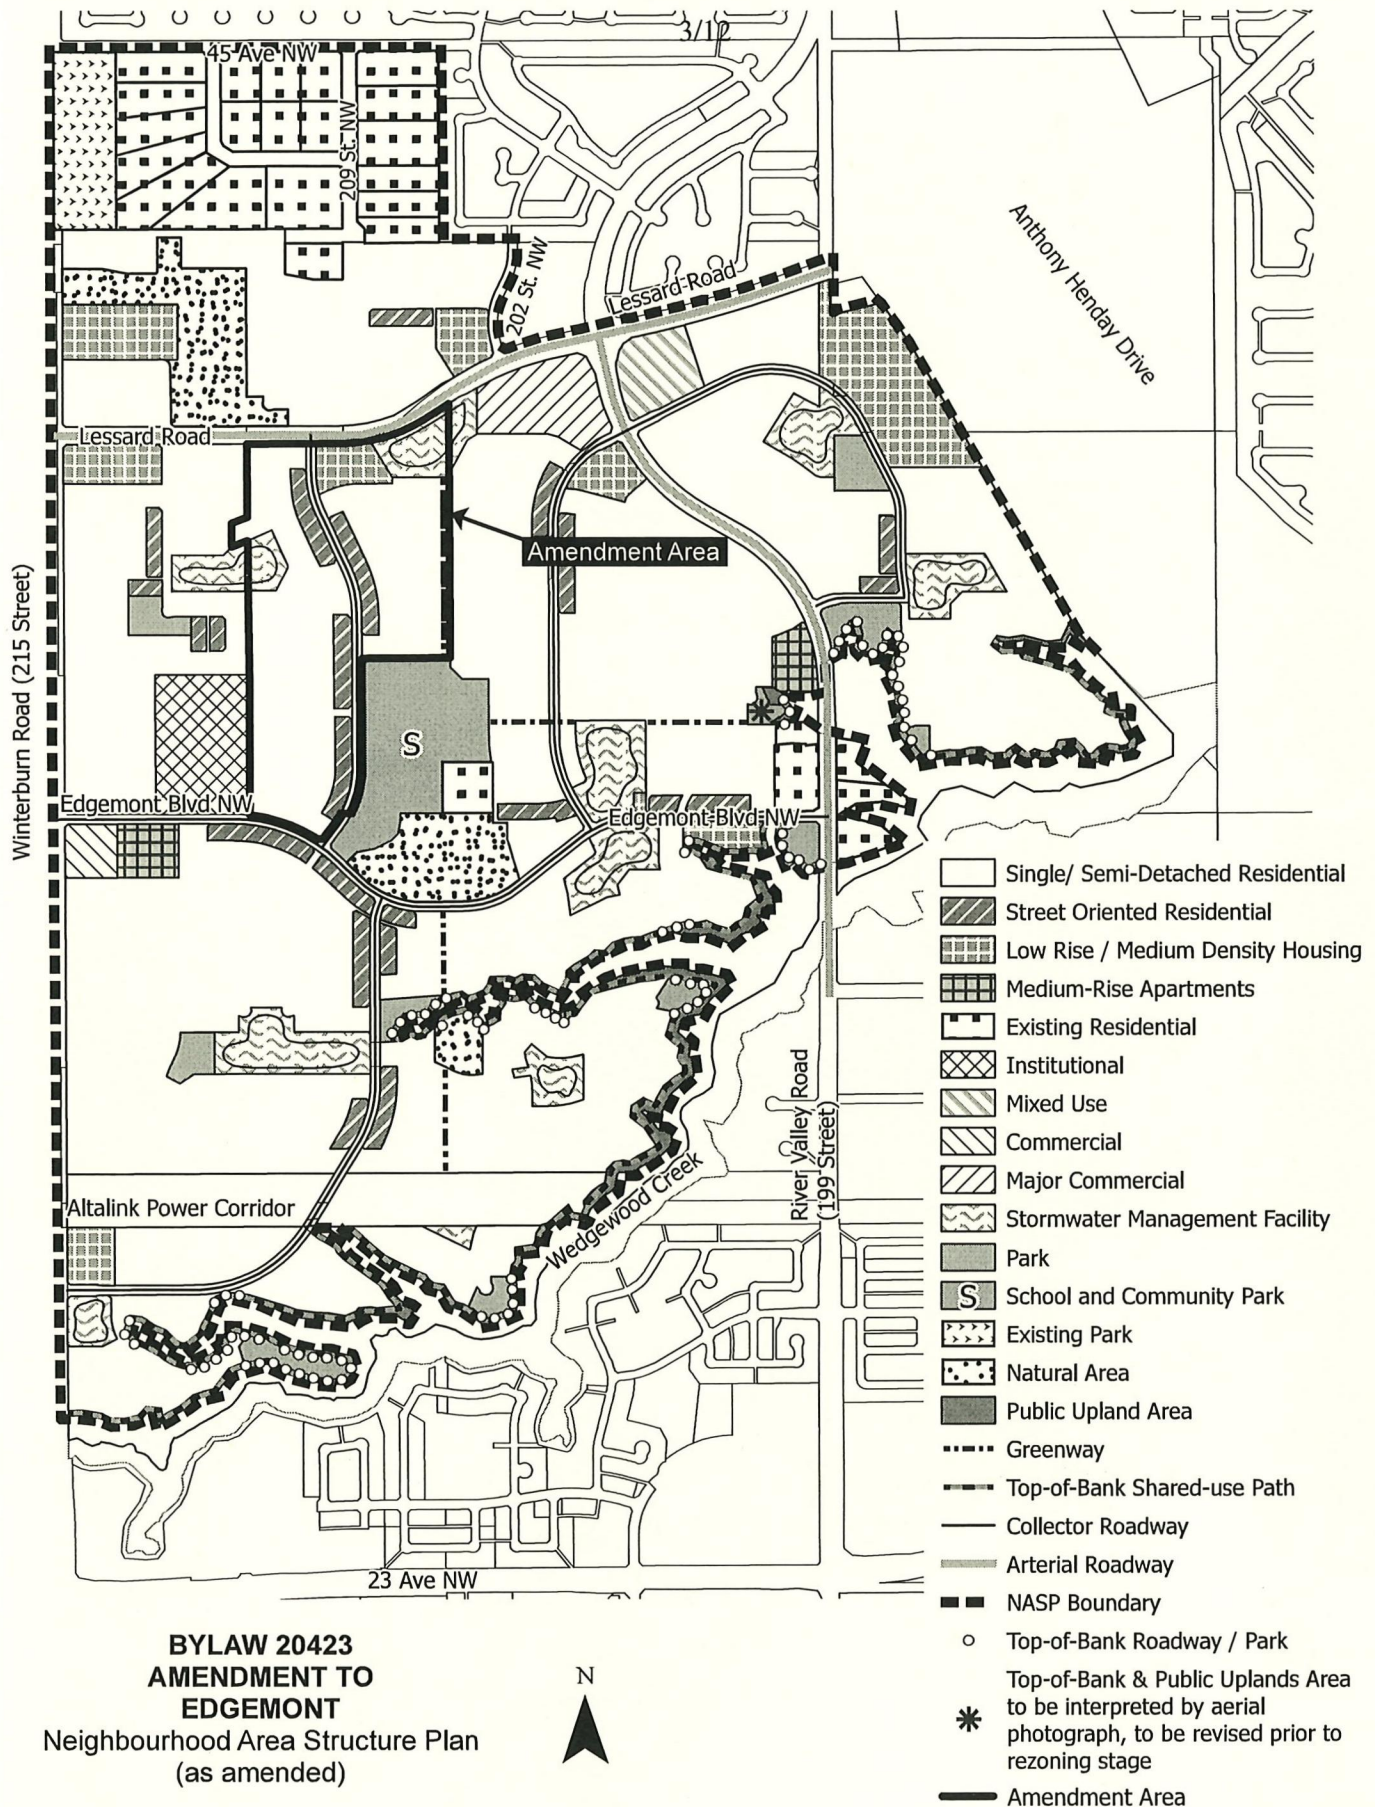 3/12
45 Ave NW
209 St. NW
202 St. NW
Lessard Road
Anthony Henday Drive
Lessard Road
Amendment Area
Winterburn Road (215 Street)
S
Edgemont Blvd NW
Edgemont Blvd NW
River Valley Road
(199 Street)
Altalink Power Corridor
Wedgewood Creek
23 Ave NW
Single/ Semi-Detached Residential
Street Oriented Residential
Low Rise / Medium Density Housing
Medium-Rise Apartments
Existing Residential
Institutional
Mixed Use
Commercial
Major Commercial
Stormwater Management Facility
Park
S School and Community Park
Existing Park
Natural Area
Public Upland Area
Greenway
Top-of-Bank Shared-use Path
Collector Roadway
Arterial Roadway
NASP Boundary
Top-of-Bank Roadway / Park
Top-of-Bank & Public Uplands Area
to be interpreted by aerial
photograph, to be revised prior to
rezoning stage
Amendment Area
BYLAW 20423
AMENDMENT TO
EDGEMONT
Neighbourhood Area Structure Plan
(as amended)
N